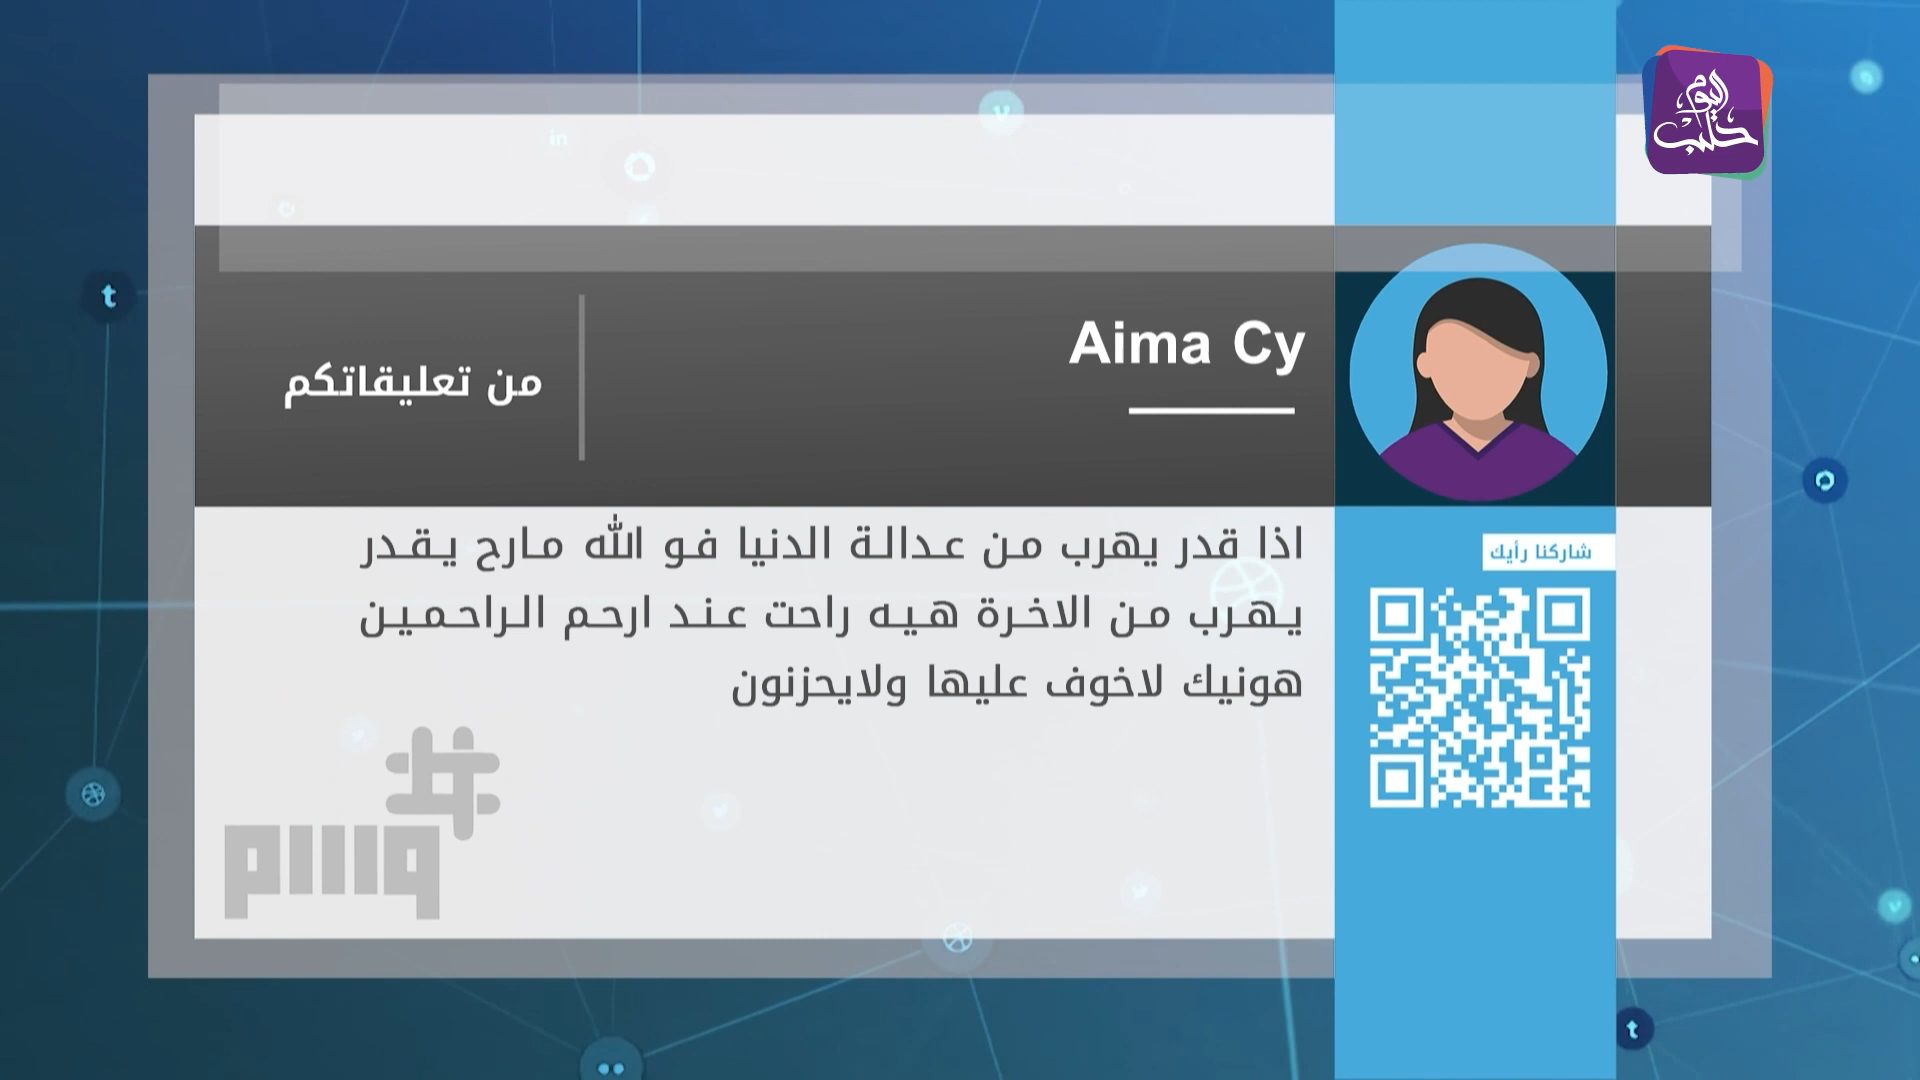 حلب اليوم
Aima Cy
من تعليقاتكم
اذا قدر يهرب من عدالة الدنيا فو الله مارح يقدر
يهرب من الاخرة هيه راحت عند ارحم الراحمين
هونيك لاخوف عليها ولايحزنون
شاركنا رأيك
#وسم
in